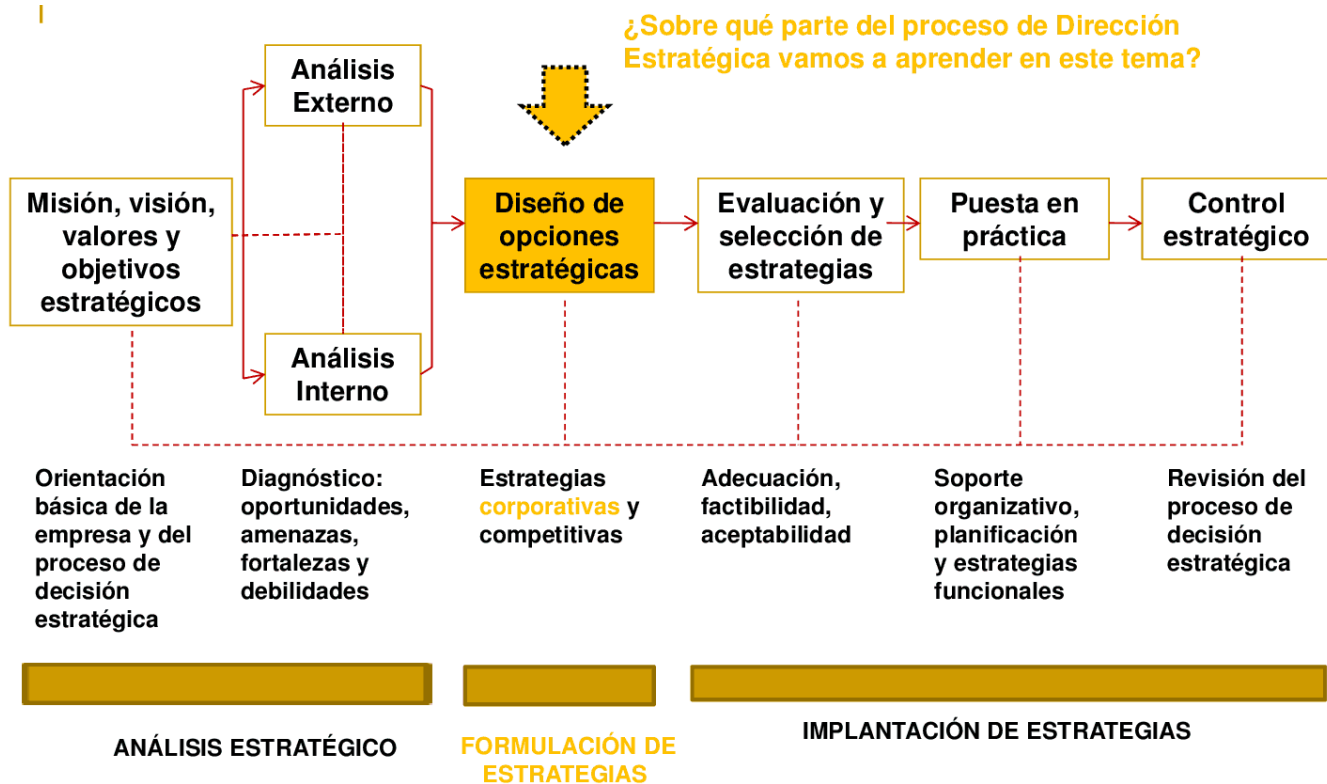 ¿Sobre qué parte del proceso de Dirección
Estratégica vamos a aprender en este tema?
Análisis
Externo
Misión, visión,
valores y
objetivos
estratégicos
Análisis
Interno
Diseño de
opciones
estratégicas
Evaluación y
selección de
estrategias
Puesta en
práctica
Control
estratégico
Orientación
básica de la
empresa y del
proceso de
decisión
estratégica
Diagnóstico:
oportunidades,
amenazas,
fortalezas y
debilidades
Estrategias
corporativas y
competitivas
Adecuación,
factibilidad,
aceptabilidad
Soporte
organizativo,
planificación
y estrategias
funcionales
Revisión del
proceso de
decisión
estratégica
ANÁLISIS ESTRATÉGICO
FORMULACIÓN DE
ESTRATEGIAS
IMPLANTACIÓN DE ESTRATEGIAS